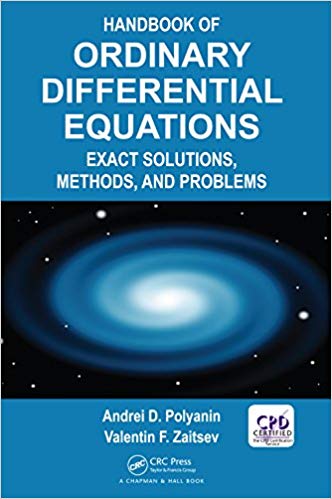 HANDBOOK OF
ORDINARY
DIFFERENTIAL
EQUATIONS
EXACT SOLUTIONS,
METHODS, AND PROBLEMS
Andrei D. Polyanin
Valentin F. Zaitsev
CPD
CERTIFIED
CRC Press
Taylor & Francis Group
A CHAPMAN & HALL BOOK